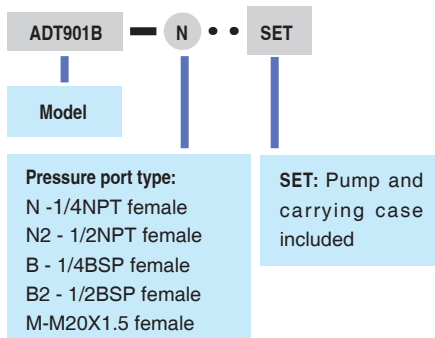 ADT901B — N • • SET
Model
Pressure port type:
N -1/4NPT female
N2 - 1/2NPT female
B - 1/4BSP female
B2 - 1/2BSP female
M-M20X1.5 female
SET: Pump and
carrying case
included